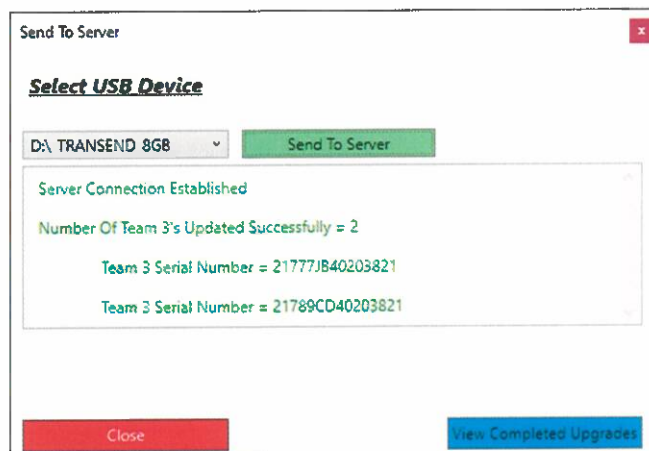 Send To Server
x
Select USB Device
D:\ TRANSEND 8GB
Send To Server
Server Connection Established
Number Of Team 3's Updated Successfully = 2
Team 3 Serial Number = 21777JB40203821
Team 3 Serial Number = 21789CD40203821
Close
View Completed Upgrades